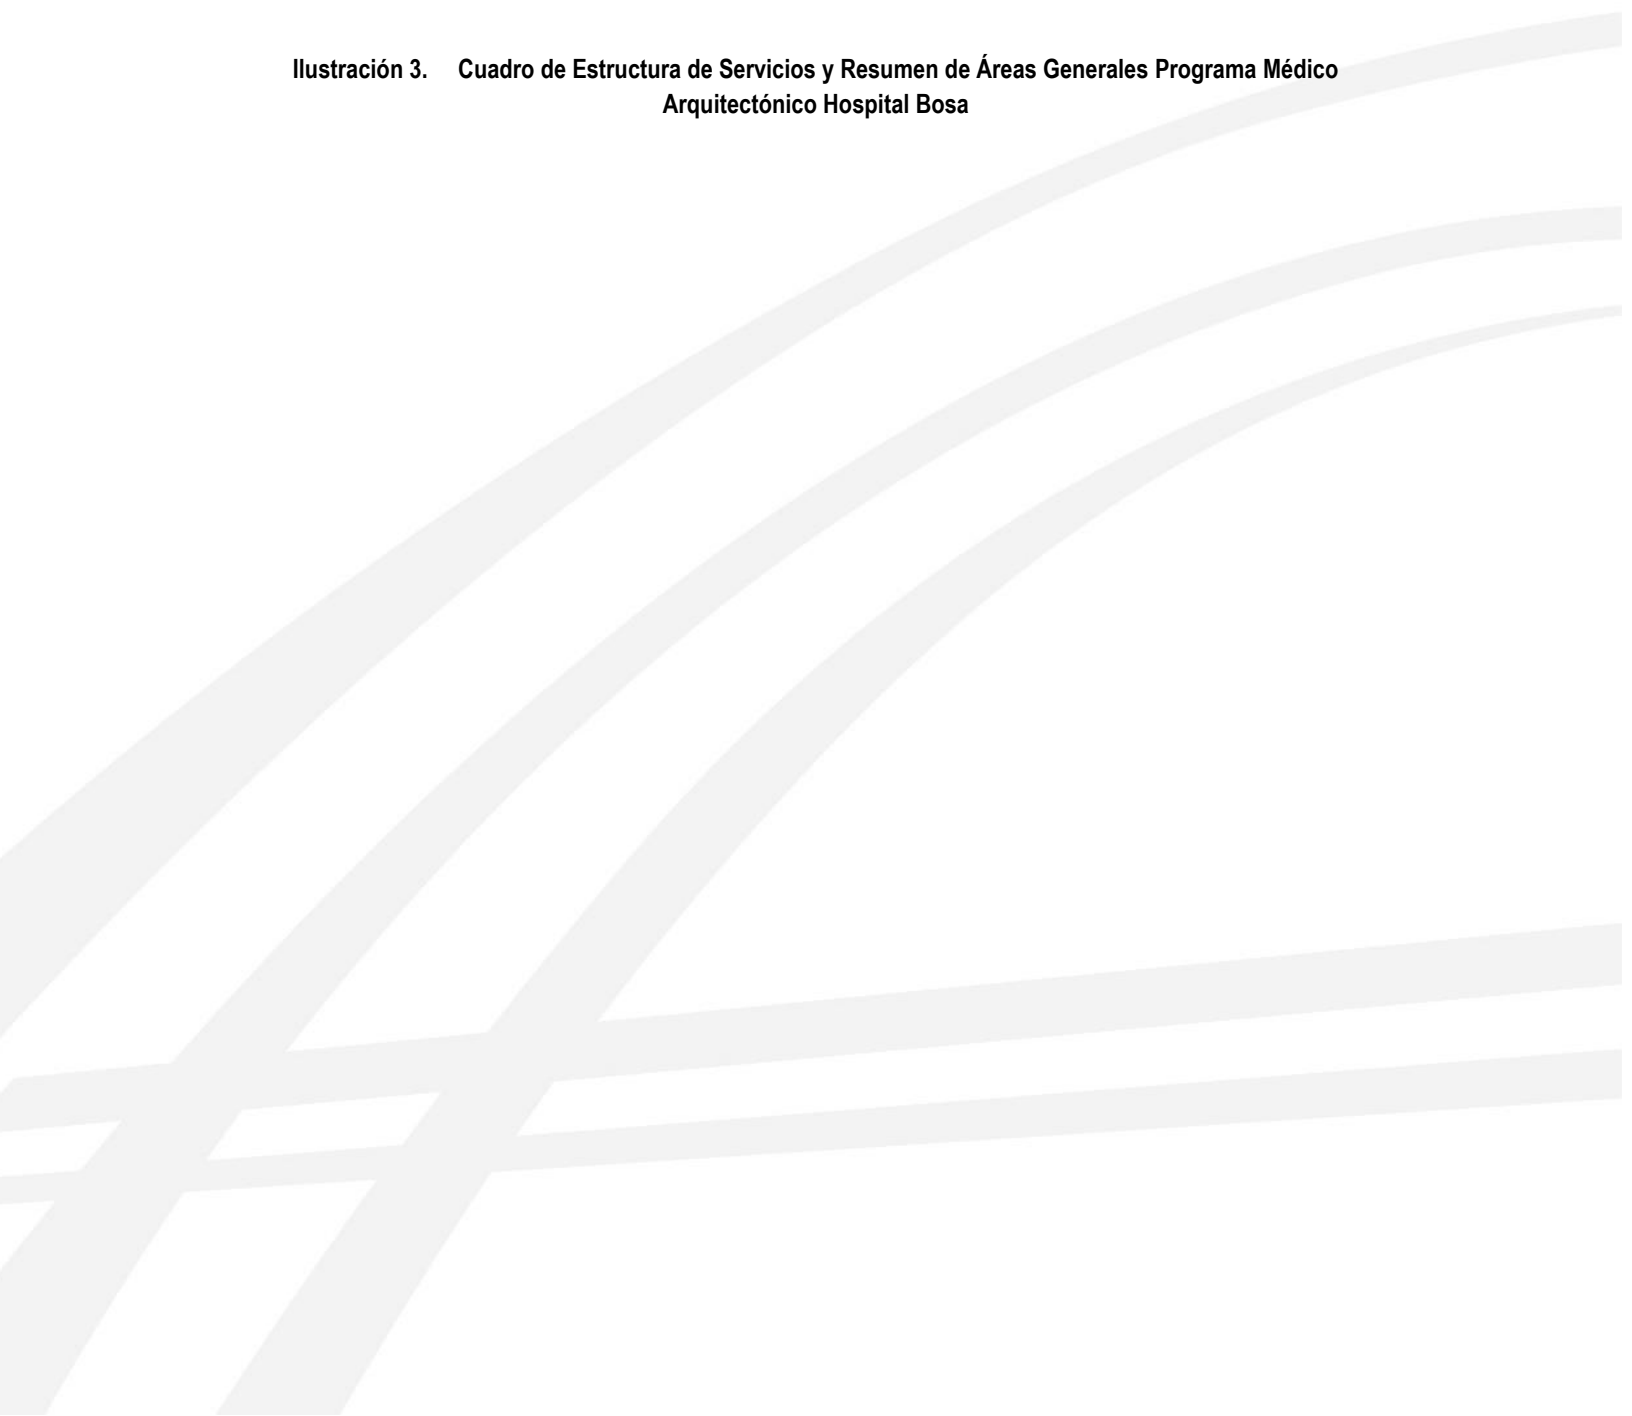 Ilustración 3. Cuadro de Estructura de Servicios y Resumen de Áreas Generales Programa Médico
Arquitectónico Hospital Bosa